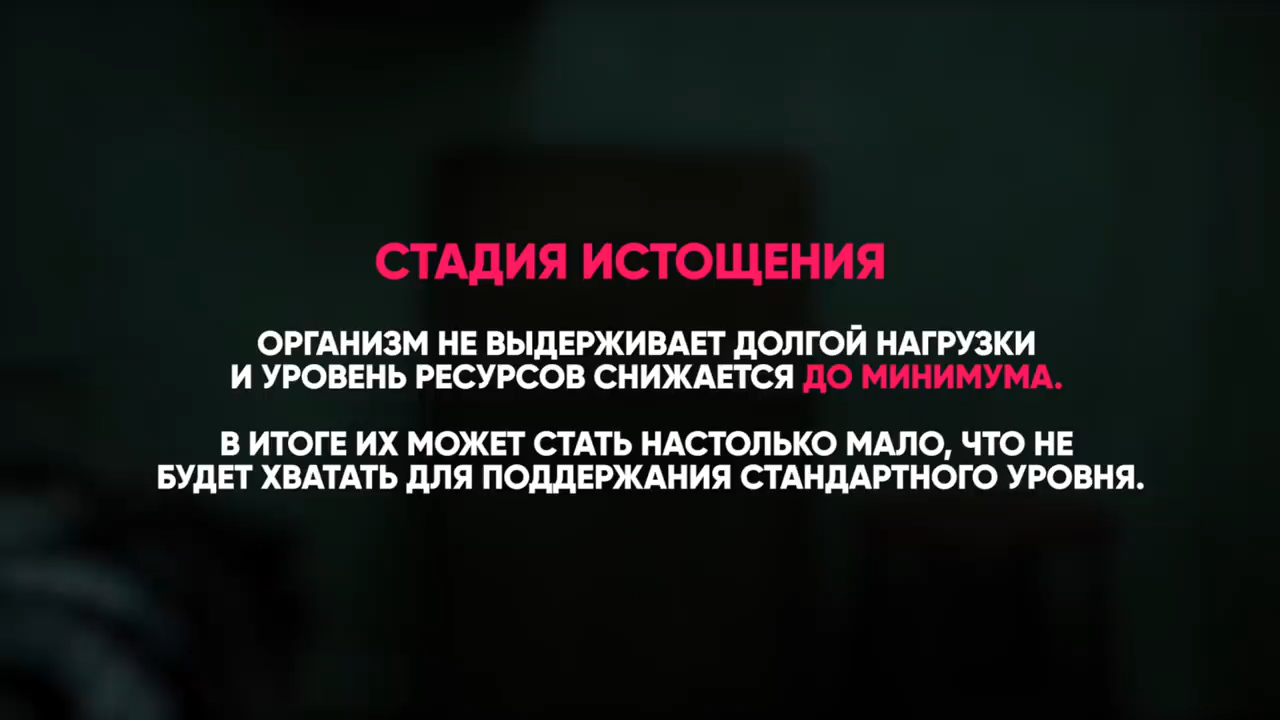 СТАДИЯ ИСТОЩЕНИЯ
ОРГАНИЗМ НЕ ВЫДЕРЖИВАЕТ ДОЛГОЙ НАГРУЗКИ
И УРОВЕНЬ РЕСУРСОВ СНИЖАЕТСЯ ДО МИНИМУМА.
В ИТОГЕ ИХ МОЖЕТ СТАТЬ НАСТОЛЬКО МАЛО, ЧТО НЕ
БУДЕТ ХВАТАТЬ ДЛЯ ПОДДЕРЖАНИЯ СТАНДАРТНОГО УРОВНЯ.